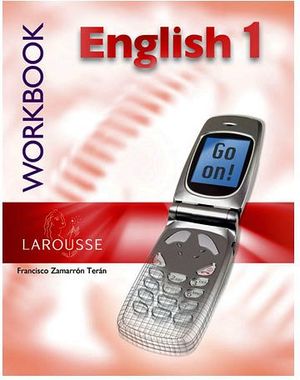 WORKBOOK
English 1
Go
on!
LAROUSSE
Francisco Zamarrón Terán